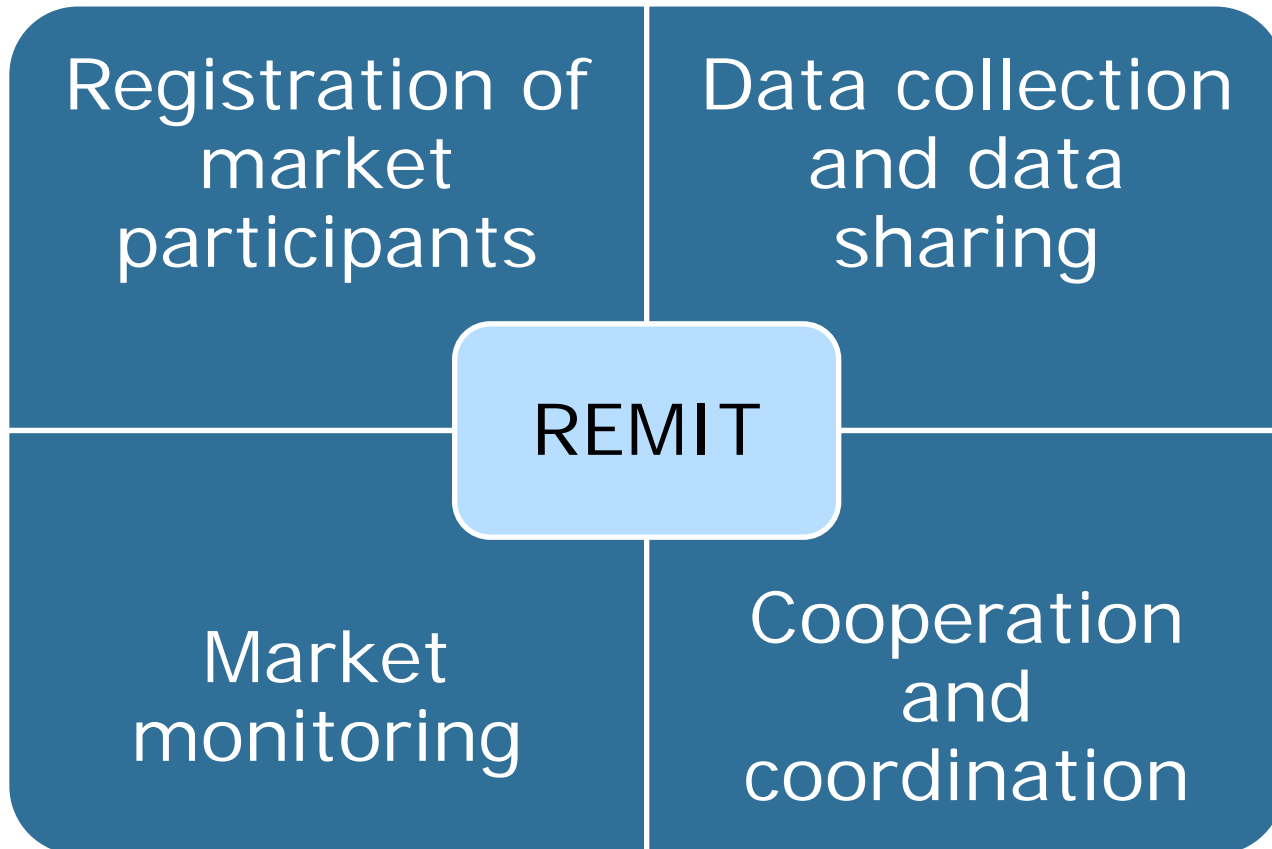 Registration of
market
participants
Data collection
and data
sharing
REMIT
Market
monitoring
Cooperation
and
coordination